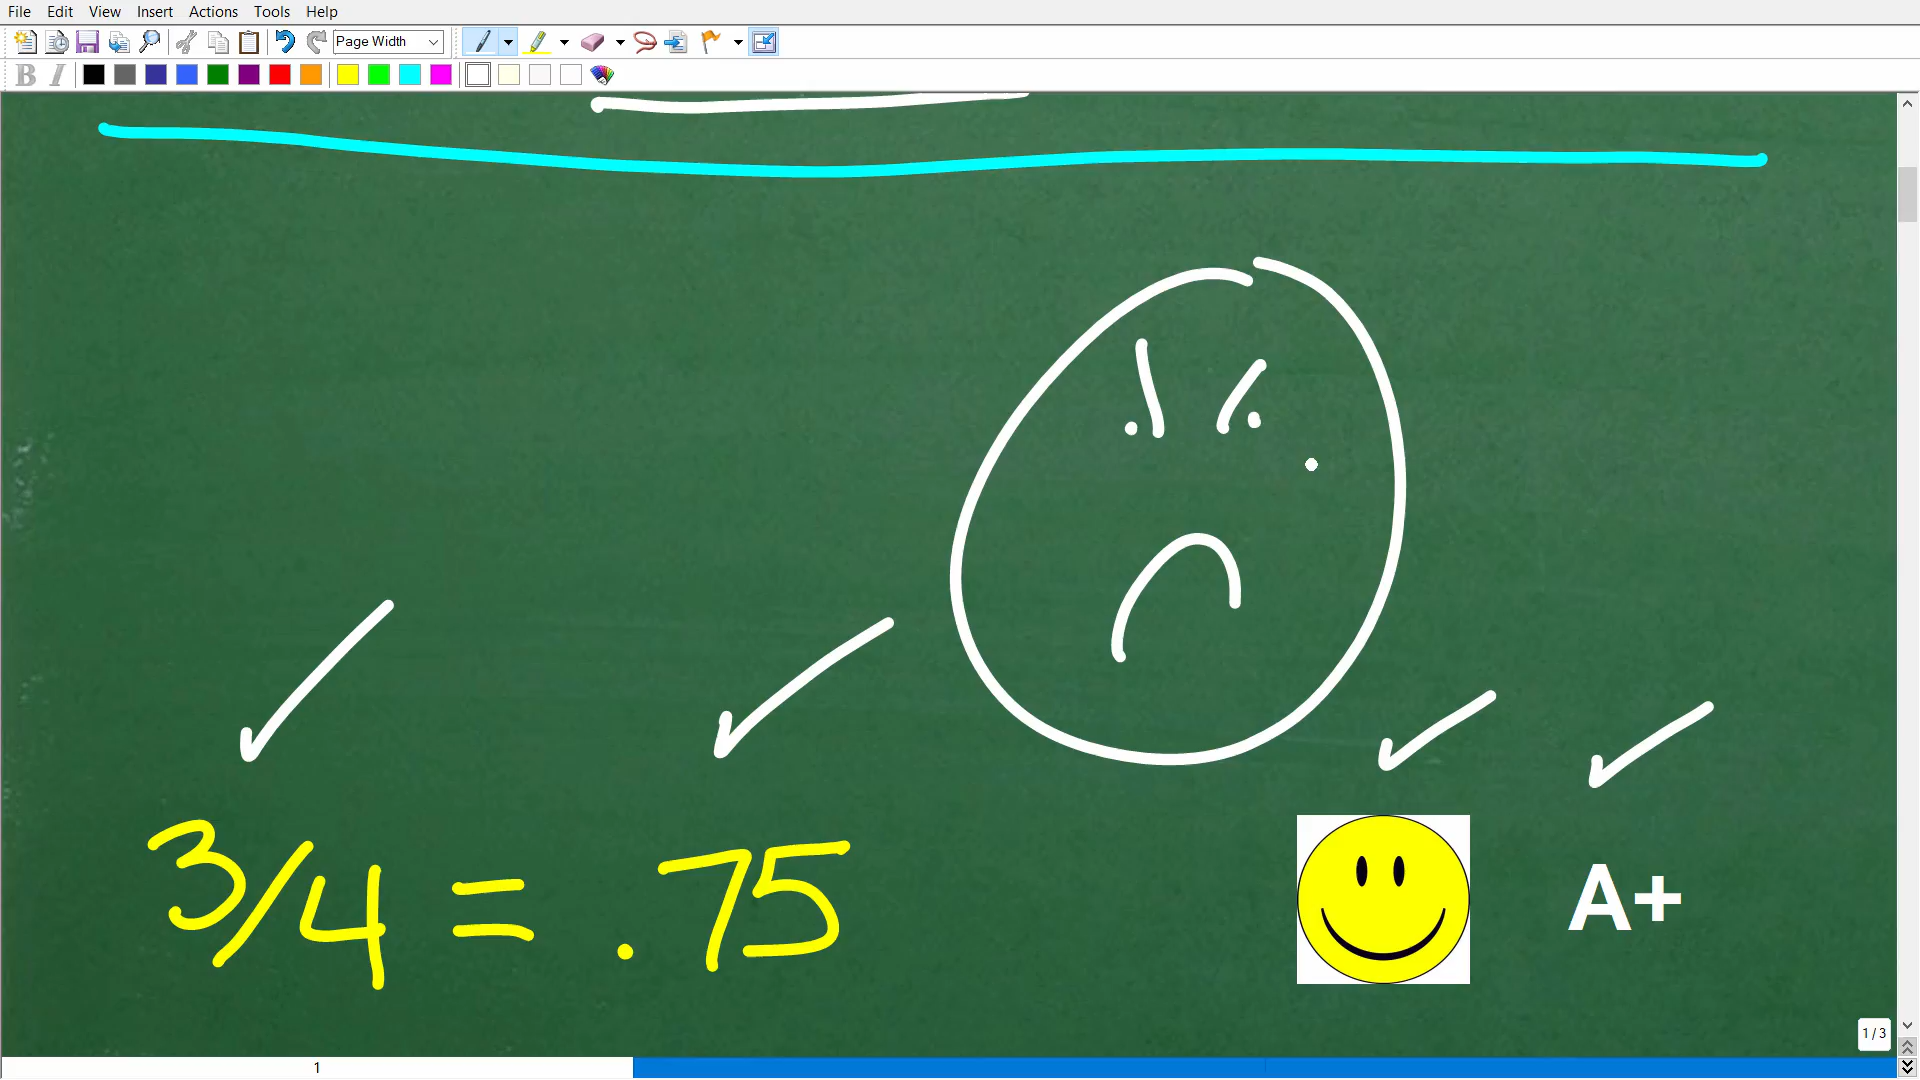 File Edit View Insert Actions Tools Help
Page Width
B I
3/4 = .75
A+
1 / 3
1